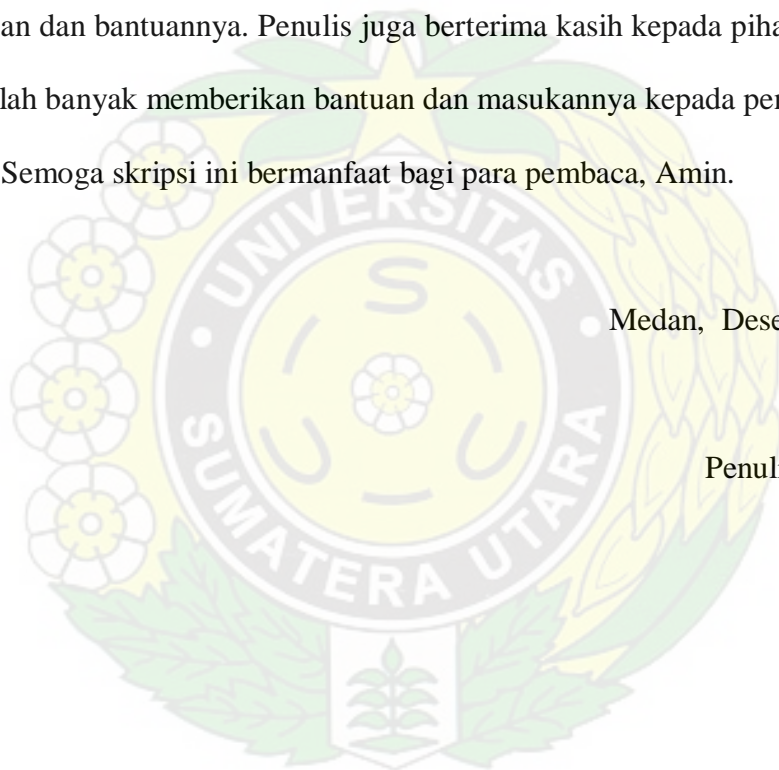 an dan bantuannya. Penulis juga berterima kasih kepada piha
lah banyak memberikan bantuan dan masukannya kepada pe
Semoga skripsi ini bermanfaat bagi para pembaca, Amin.
UNIVERSITAS
S
U
U
SUMATERA UTARA
Medan, Dese
Penuli